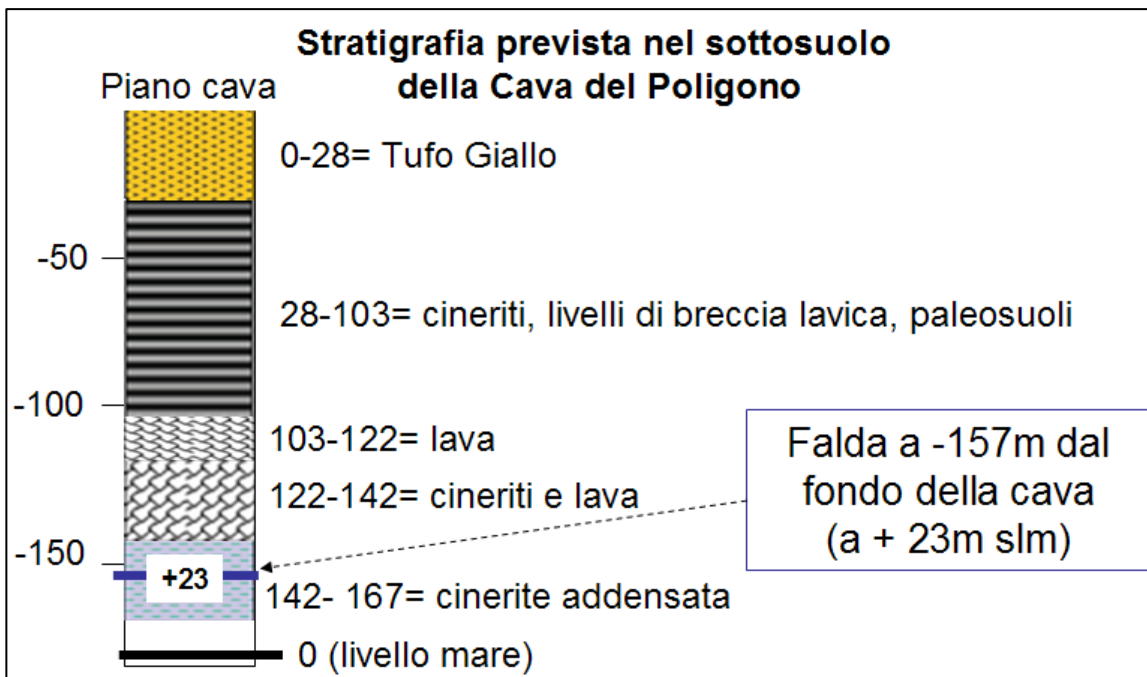 Stratigrafia prevista nel sottosuolo
della Cava del Poligono
Piano cava
0-28= Tufo Giallo
-50
28-103= cineriti, livelli di breccia lavica, paleosuoli
-100
103-122= lava
122-142= cineriti e lava
Falda a -157m dal
fondo della cava
(a + 23m slm)
-150
+23
142- 167= cinerite addensata
0 (livello mare)